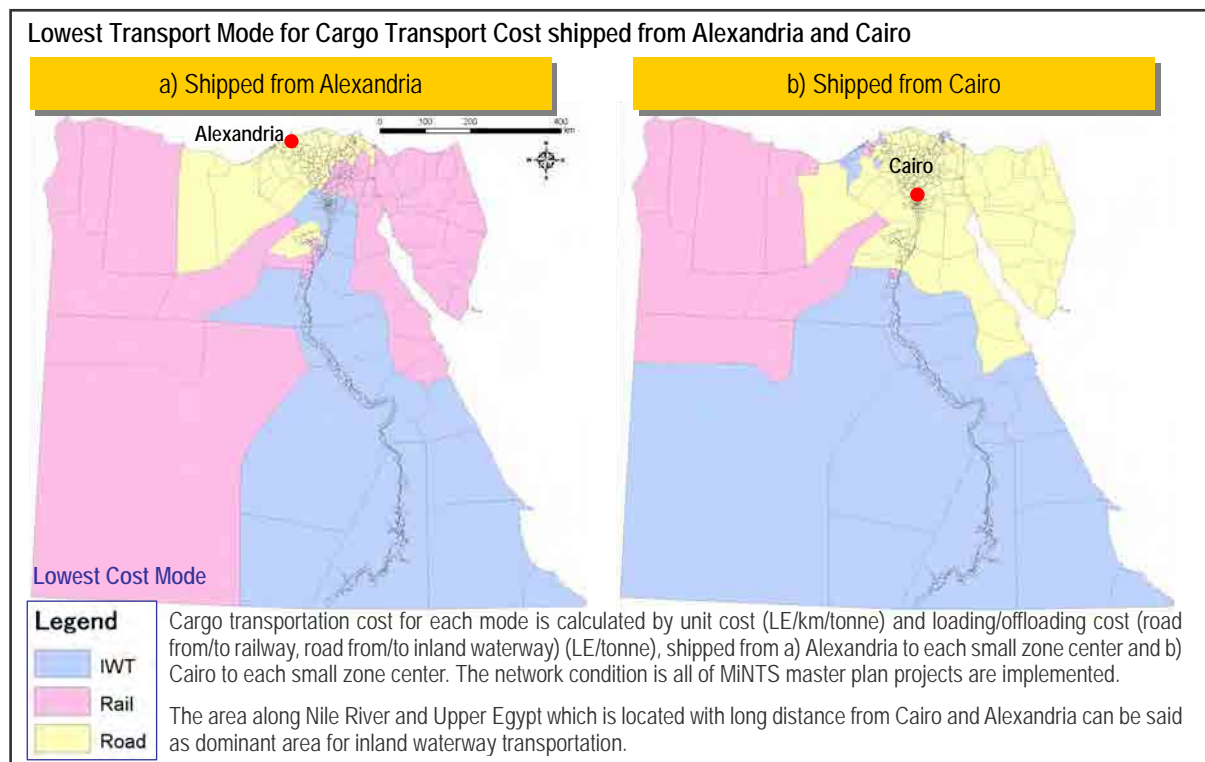 Lowest Transport Mode for Cargo Transport Cost shipped from Alexandria and Cairo
a) Shipped from Alexandria
b) Shipped from Cairo
Alexandria
0 100 200 400
km
Cairo
Lowest Cost Mode
Legend
IWT
Rail
Road
Cargo transportation cost for each mode is calculated by unit cost (LE/km/tonne) and loading/offloading cost (road
from/to railway, road from/to inland waterway) (LE/tonne), shipped from a) Alexandria to each small zone center and b)
Cairo to each small zone center. The network condition is all of MiNTS master plan projects are implemented.
The area along Nile River and Upper Egypt which is located with long distance from Cairo and Alexandria can be said
as dominant area for inland waterway transportation.